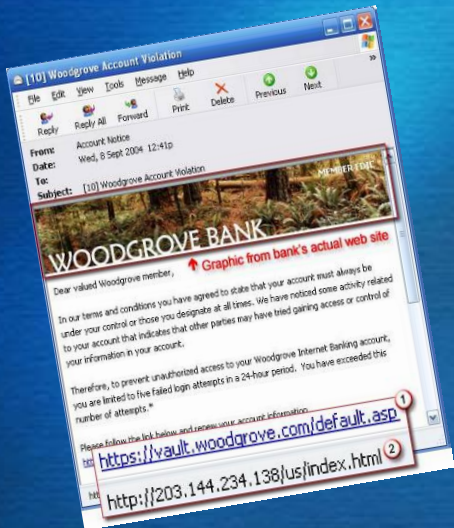 [10] Woodgrove Account Violation
File Edit View Tools Message Help
Reply Reply All Forward Print Delete Previous Next
From: Account Notice
Date: Wed, 8 Sept 2004 12:41p
To:
Subject: [10] Woodgrove Account Violation
MEMBER FDIC
WOODGROVE BANK
Graphic from bank's actual web site
Dear valued Woodgrove member,
In our terms and conditions you have agreed to state that your account must always be
under your control or those you designate at all times. We have noticed some activity related
to your account that indicates that other parties may have tried gaining access or control of
your information in your account.
Therefore, to prevent unauthorized access to your Woodgrove Internet Banking account,
you are limited to five failed login attempts in a 24-hour period. You have exceeded this
number of attempts.*
Please follow the link below and renew your account information
https://vault.woodgrove.com/default.asp 1
http://203.144.234.138/us/index.html 2